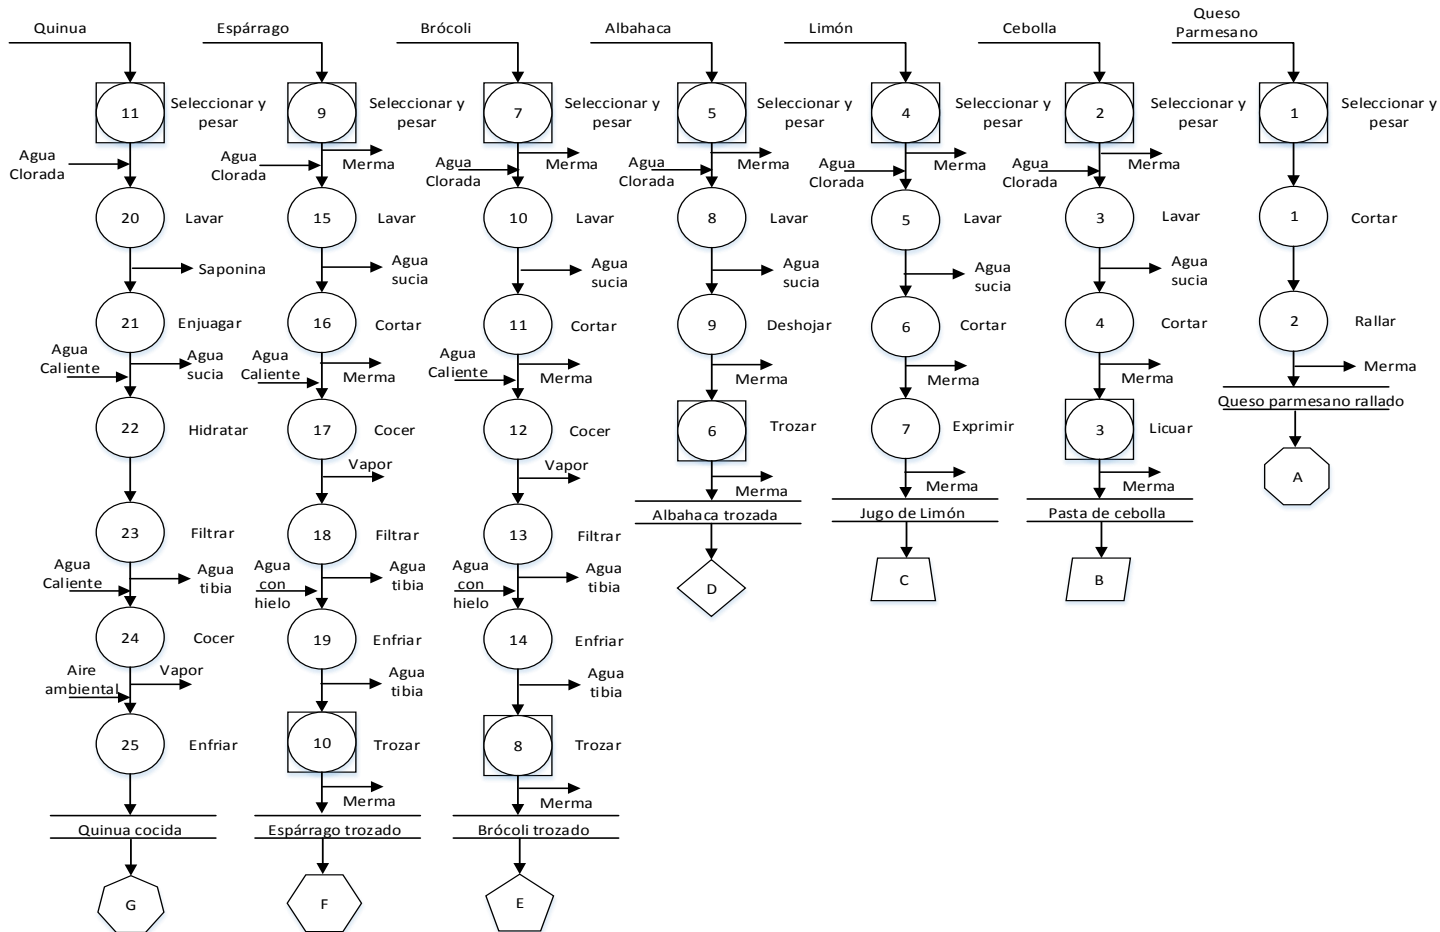 Quinua
11
Seleccionar y
pesar
Agua
Clorada
20
Lavar
Saponina
21
Enjuagar
Agua
Caliente
Agua
sucia
22
Hidratar
23
Filtrar
Agua
Caliente
Agua
tibia
24
Cocer
Aire
ambiental
Vapor
25
Enfriar
Quinua cocida
G
Espárrago
9
Seleccionar y
pesar
Merma
Agua
Clorada
15
Lavar
Agua
sucia
16
Cortar
Agua
Caliente
Merma
17
Cocer
Vapor
18
Filtrar
Agua
con
hielo
Agua
tibia
19
Enfriar
Agua
tibia
10
Trozar
Merma
Espárrago trozado
F
Brócoli
7
Seleccionar y
pesar
Merma
Agua
Clorada
10
Lavar
Agua
sucia
11
Cortar
Agua
Caliente
Merma
12
Cocer
Vapor
13
Filtrar
Agua
con
hielo
Agua
tibia
14
Enfriar
Agua
tibia
8
Trozar
Merma
Brócoli trozado
E
Albahaca
5
Seleccionar y
pesar
Merma
Agua
Clorada
8
Lavar
Agua
sucia
9
Deshojar
Merma
6
Trozar
Merma
Albahaca trozada
D
Limón
4
Seleccionar y
pesar
Merma
Agua
Clorada
5
Lavar
Agua
sucia
6
Cortar
Merma
7
Exprimir
Merma
Jugo de Limón
C
Cebolla
2
Seleccionar y
pesar
Merma
Agua
Clorada
3
Lavar
Agua
sucia
4
Cortar
Merma
3
Licuar
Merma
Pasta de cebolla
B
Queso
Parmesano
1
Seleccionar y
pesar
1
Cortar
2
Rallar
Merma
Queso parmesano rallado
A